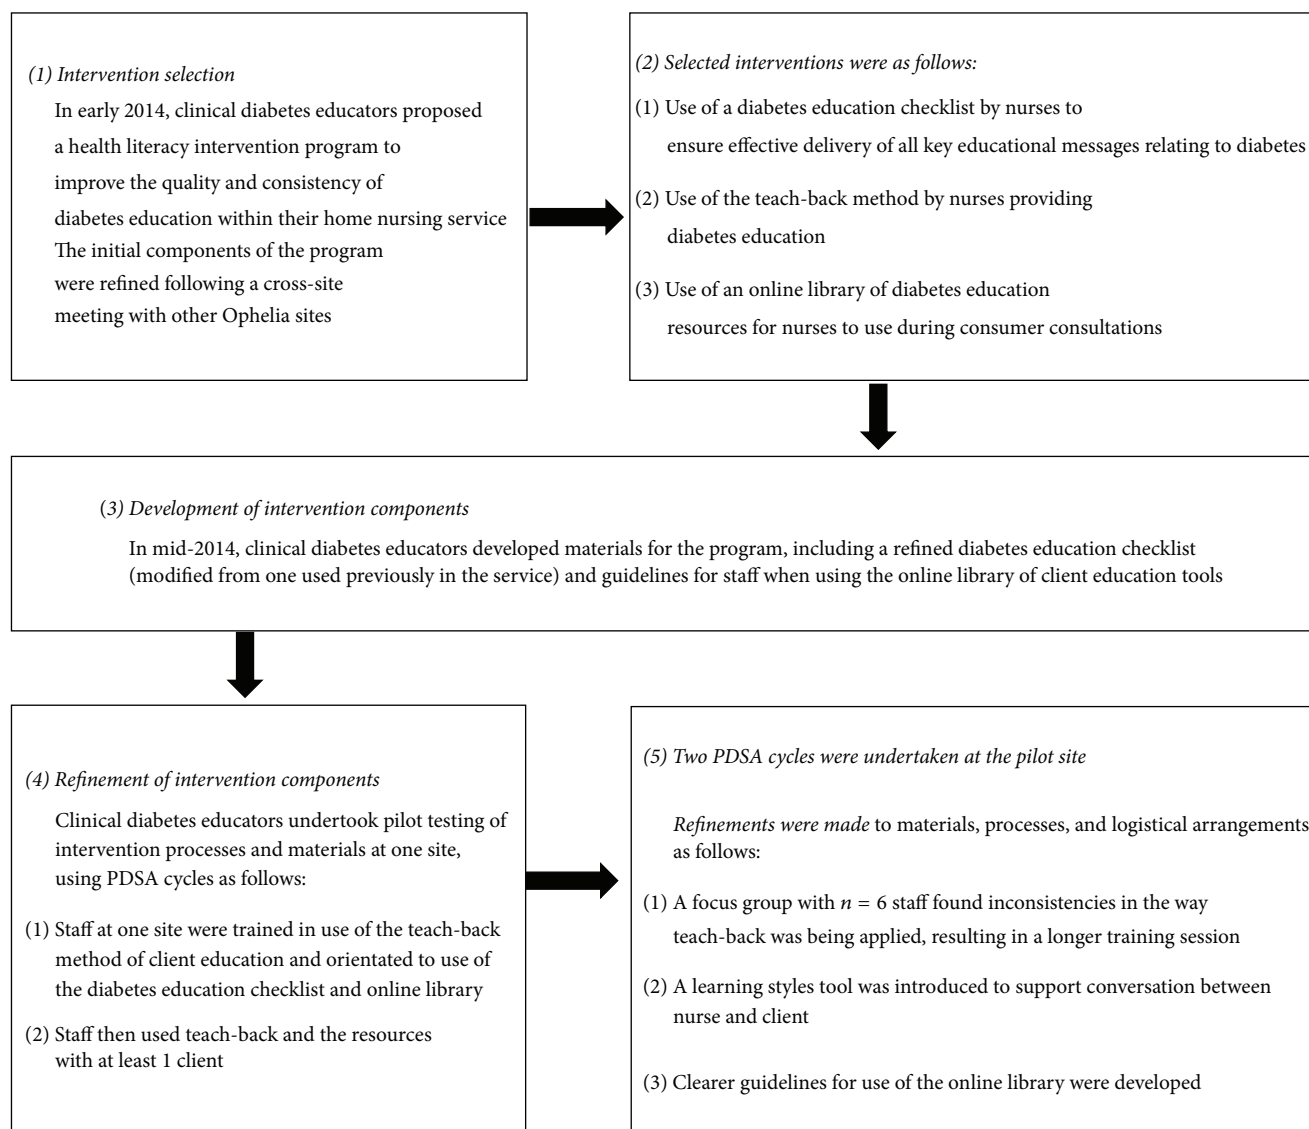 (1) Intervention selection
In early 2014, clinical diabetes educators proposed
a health literacy intervention program to
improve the quality and consistency of
diabetes education within their home nursing service
The initial components of the program
were refined following a cross-site
meeting with other Ophelia sites
(2) Selected interventions were as follows:
(1) Use of a diabetes education checklist by nurses to
ensure effective delivery of all key educational messages relating to diabetes
(2) Use of the teach-back method by nurses providing
diabetes education
(3) Use of an online library of diabetes education
resources for nurses to use during consumer consultations
(3) Development of intervention components
In mid-2014, clinical diabetes educators developed materials for the program, including a refined diabetes education checklist
(modified from one used previously in the service) and guidelines for staff when using the online library of client education tools
(4) Refinement of intervention components
Clinical diabetes educators undertook pilot testing of
intervention processes and materials at one site,
using PDSA cycles as follows:
(1) Staff at one site were trained in use of the teach-back
method of client education and orientated to use of
the diabetes education checklist and online library
(2) Staff then used teach-back and the resources
with at least 1 client
(5) Two PDSA cycles were undertaken at the pilot site
Refinements were made to materials, processes, and logistical arrangements
as follows:
(1) A focus group with n = 6 staff found inconsistencies in the way
teach-back was being applied, resulting in a longer training session
(2) A learning styles tool was introduced to support conversation between
nurse and client
(3) Clearer guidelines for use of the online library were developed